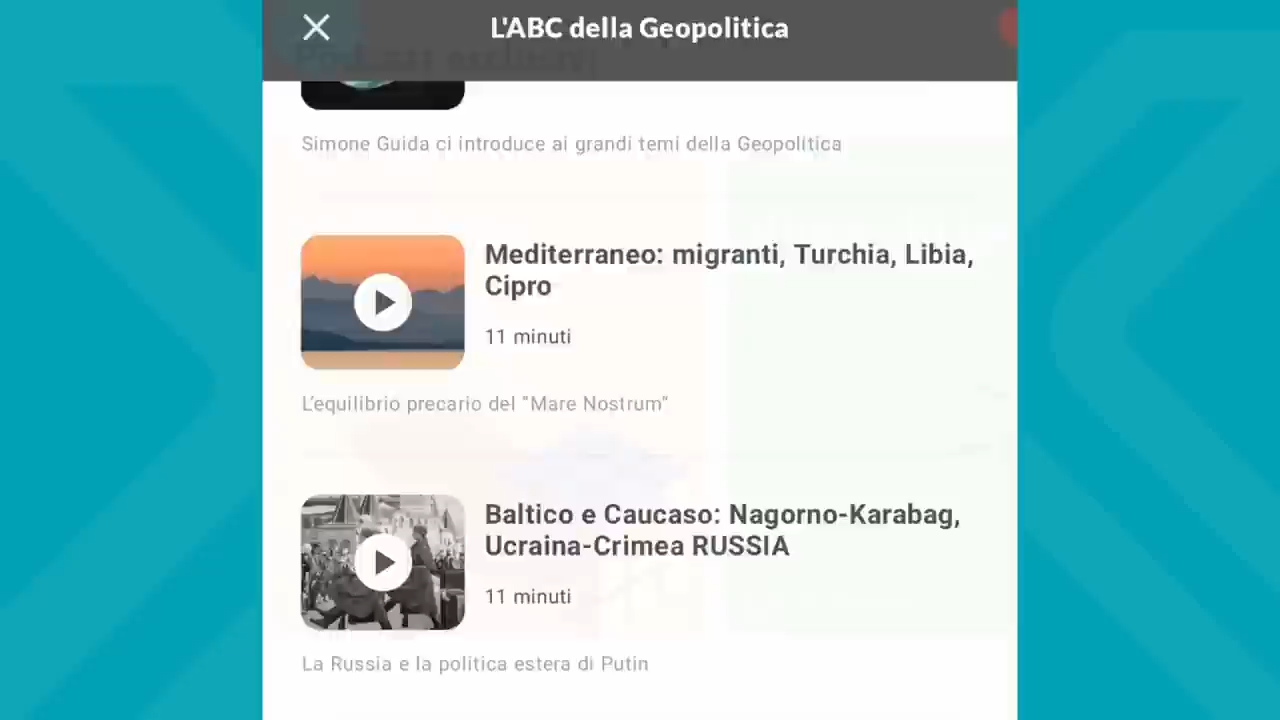 L'ABC della Geopolitica
Simone Guida ci introduce ai grandi temi della Geopolitica
Mediterraneo: migranti, Turchia, Libia,
Cipro
11 minuti
L'equilibrio precario del "Mare Nostrum"
Baltico e Caucaso: Nagorno-Karabag,
Ucraina-Crimea RUSSIA
11 minuti
La Russia e la politica estera di Putin